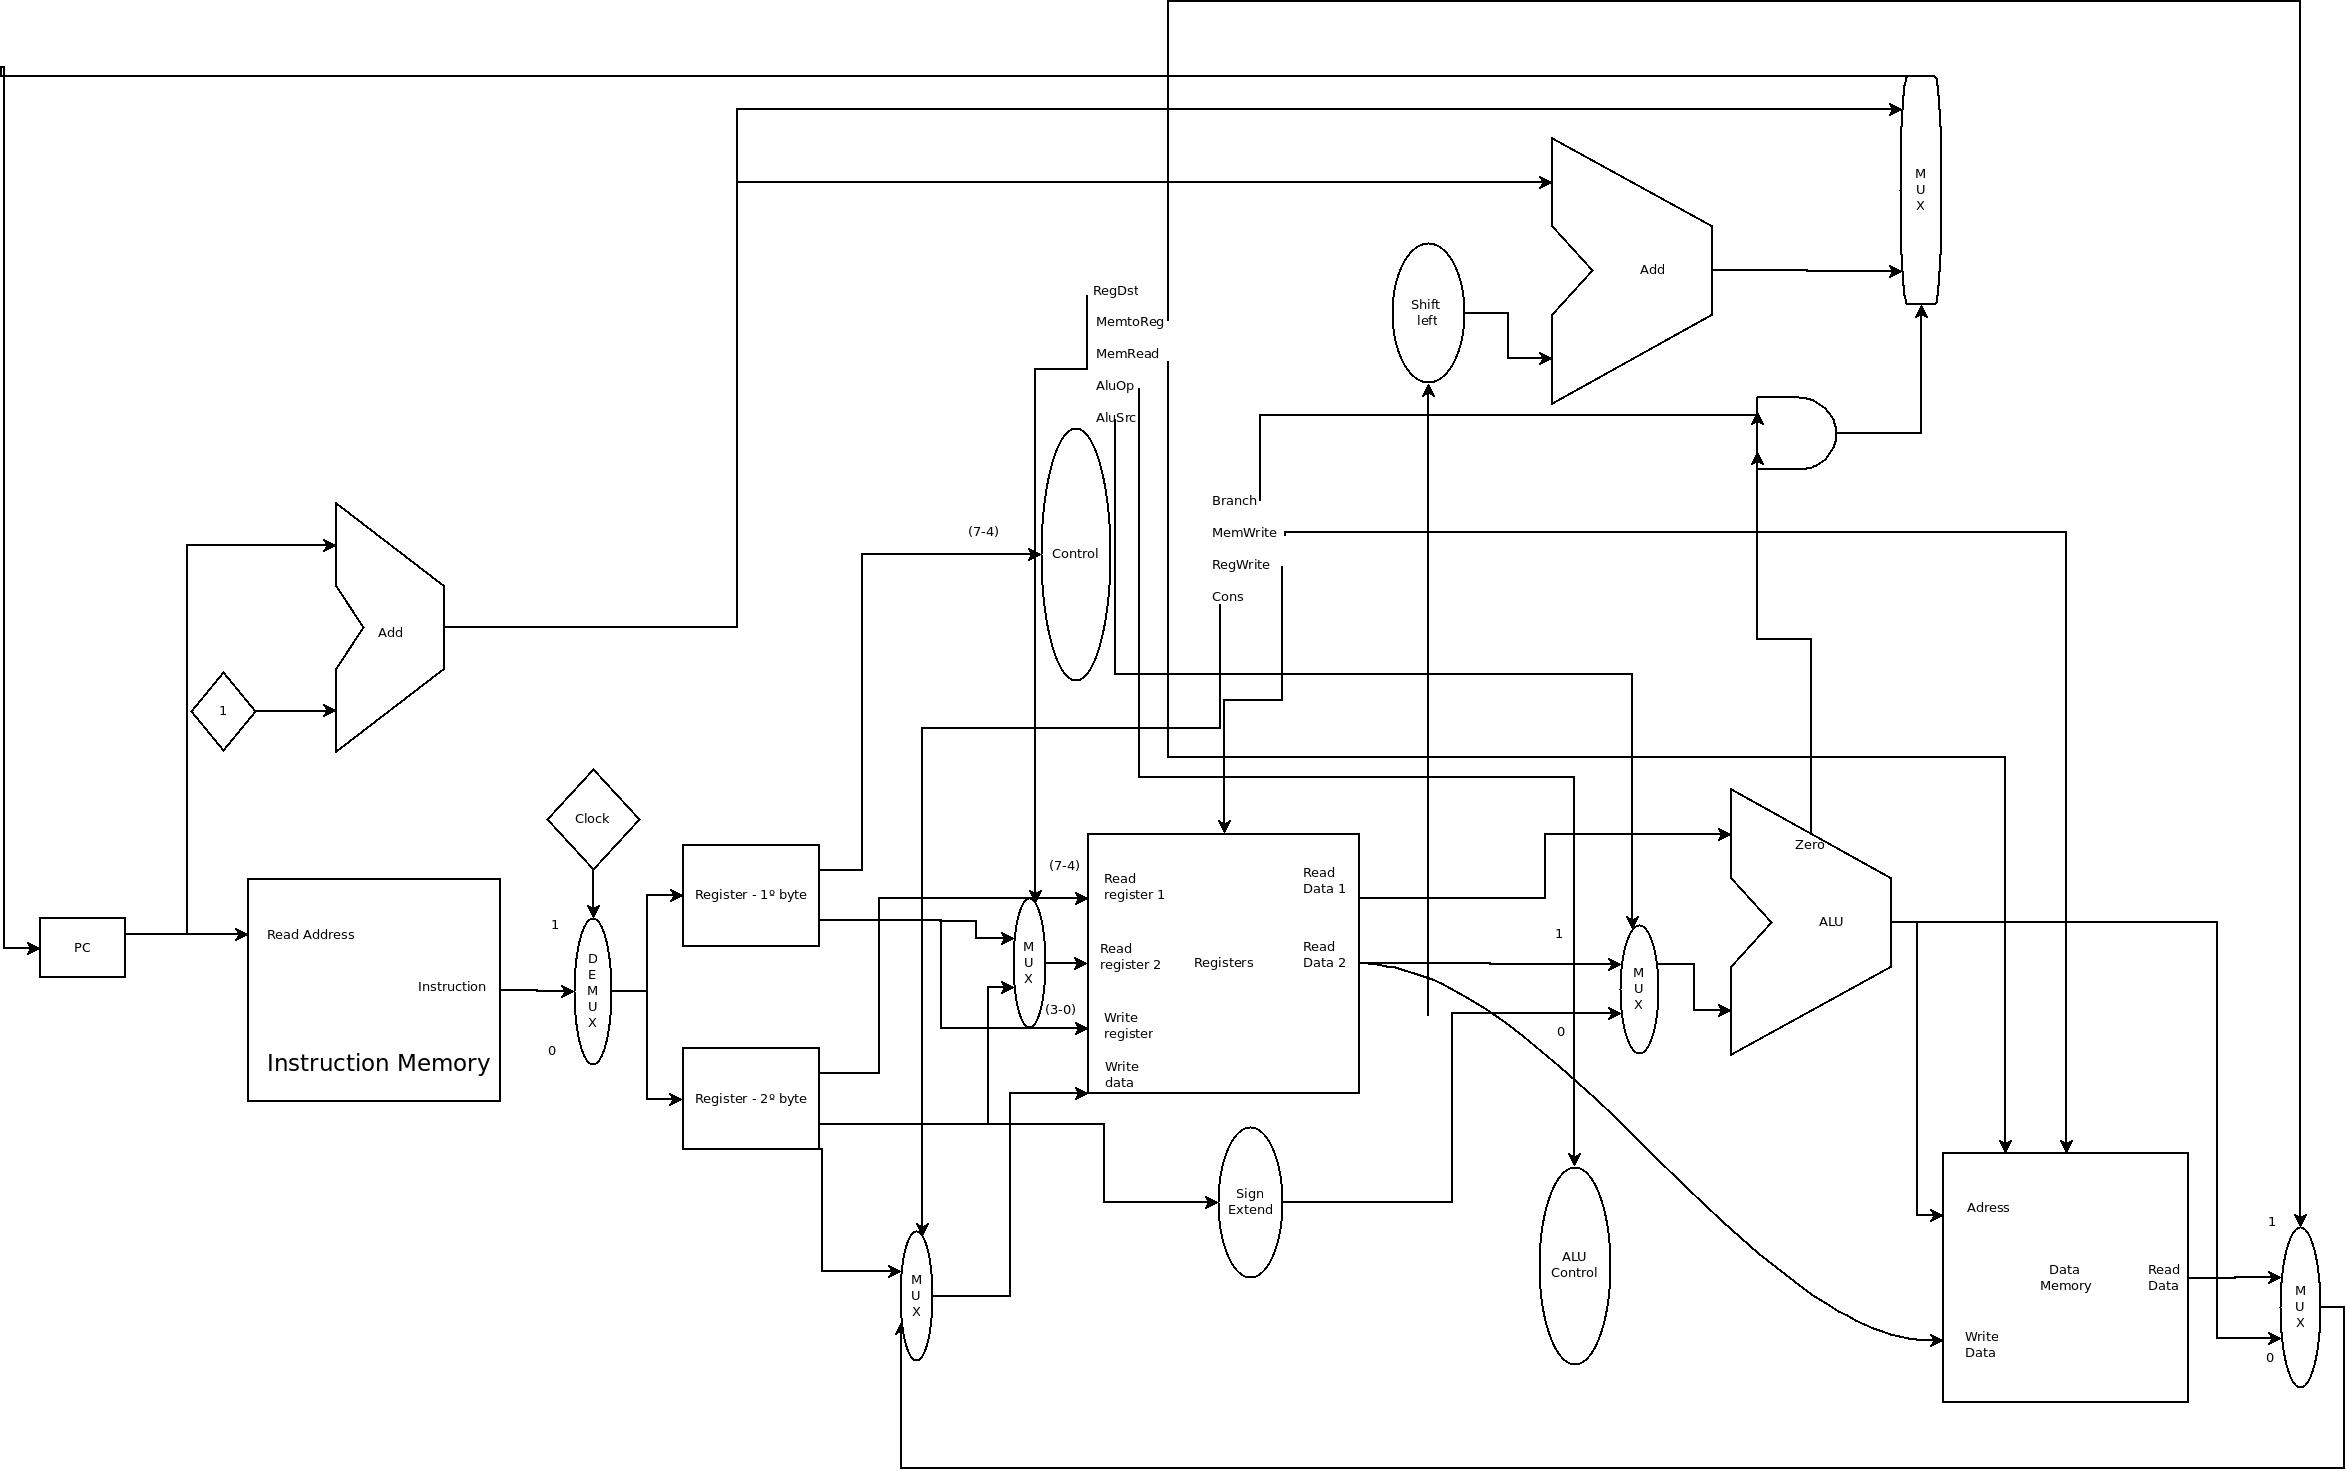 M
U
X
RegDst
MemtoReg
MemRead
AluOp
AluSrc
Shift
left
Add
Branch
MemWrite
RegWrite
Cons
(7-4)
Control
Add
1
Clock
PC
Read Address
Instruction
Instruction Memory
1
D
E
M
U
X
0
Register - 1º byte
Register - 2º byte
(7-4)
M
U
X
(3-0)
Read
register 1
Read
register 2
Write
register
Write
data
Registers
Read
Data 1
Read
Data 2
1
M
U
X
0
Zero
ALU
Sign
Extend
M
U
X
ALU
Control
Adress
Data
Memory
Read
Data
Write
Data
1
M
U
X
0